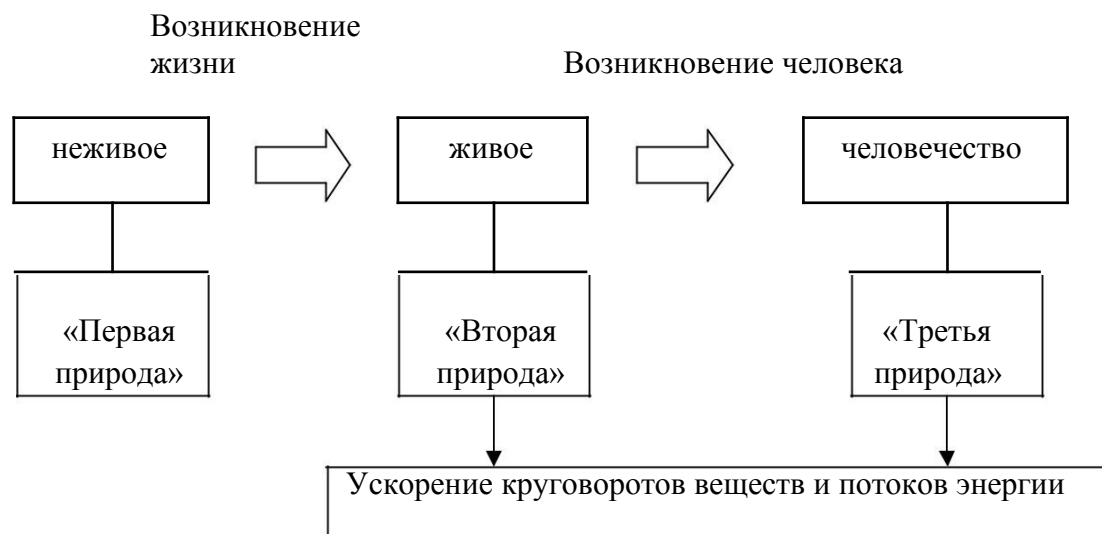 Возникновение
жизни
Возникновение человека
неживое
живое
человечество
«Первая
природа»
«Вторая
природа»
«Третья
природа»
Ускорение круговоротов веществ и потоков энергии